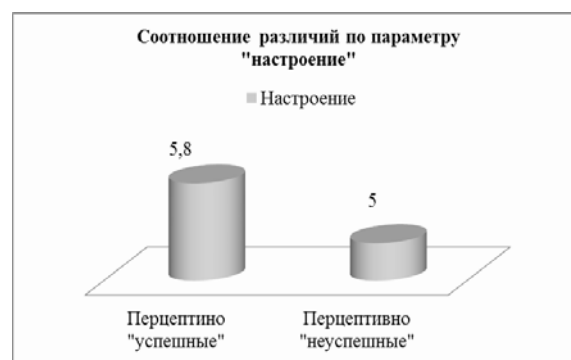 Соотношение различий по параметру
"настроение"
Настроение
5,8
5
Перцептино
"успешные"
Перцептивно
"неуспешные"